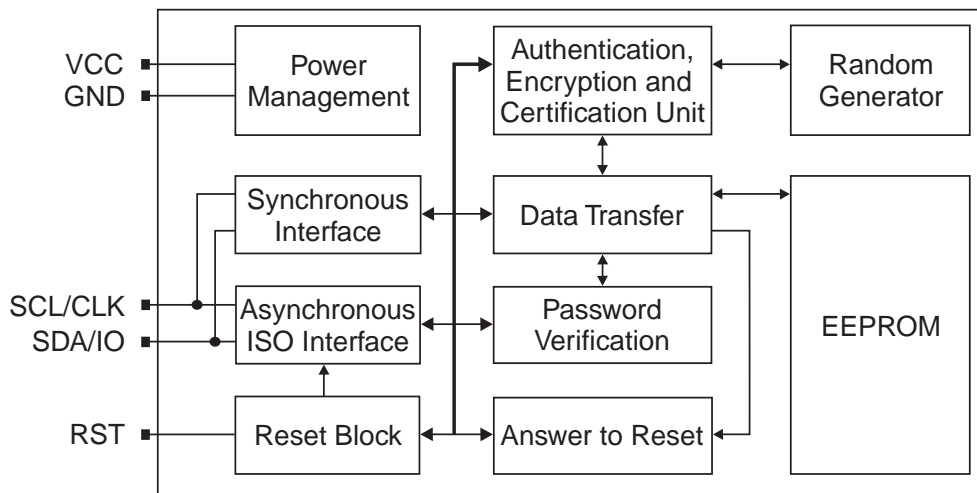 VCC
GND
Power
Management
Authentication,
Encryption and
Certification Unit
Random
Generator
Synchronous
Interface
Data Transfer
EEPROM
SCL/CLK
SDA/IO
Asynchronous
ISO Interface
Password
Verification
RST
Reset Block
Answer to Reset